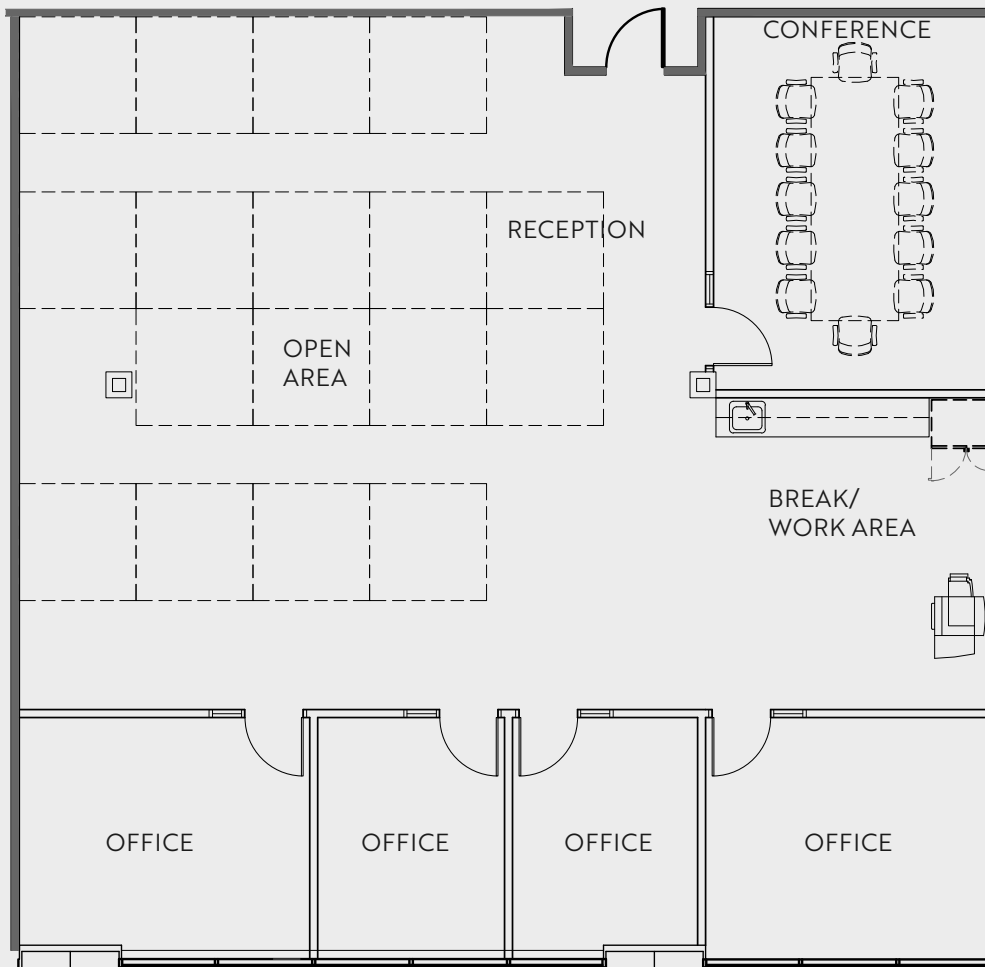 CONFERENCE
RECEPTION
OPEN
AREA
BREAK/
WORK AREA
OFFICE
OFFICE
OFFICE
OFFICE